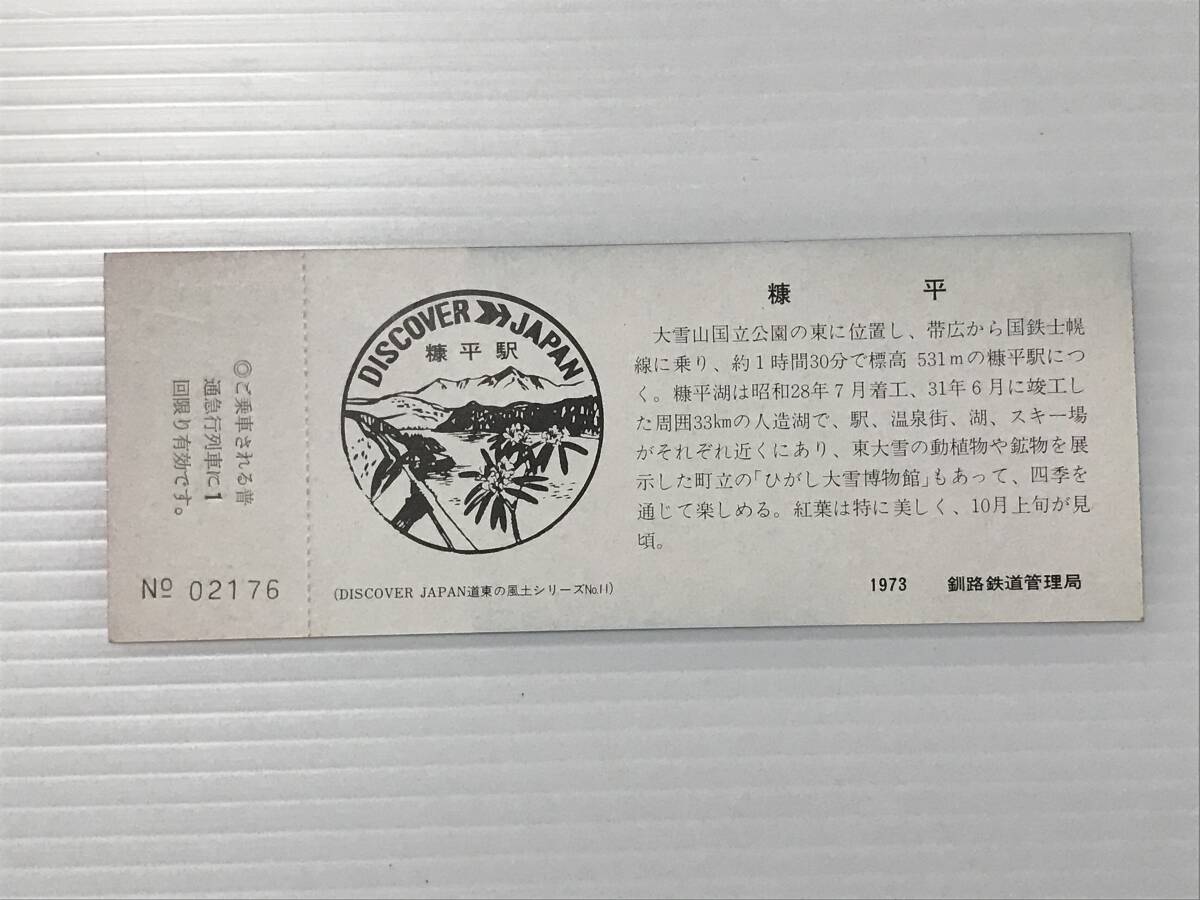 ◎ご乗車される普
通急行列車に1
回限り有効です。
№ 02176
DISCOVER JAPAN
糠平駅
(DISCOVER JAPAN道東の風土シリーズNo.11)
糠平
大雪山国立公園の東に位置し、帯広から国鉄士幌
線に乗り、約1時間30分で標高 531mの糠平駅につ
く。糠平湖は昭和28年7月着工、31年6月に竣工し
た周囲33kmの人造湖で、駅、温泉街、湖、スキー場
がそれぞれ近くにあり、東大雪の動植物や鉱物を展
示した町立の「ひがし大雪博物館」もあって、四季を
通じて楽しめる。紅葉は特に美しく、10月上旬が見
頃。
1973 釧路鉄道管理局